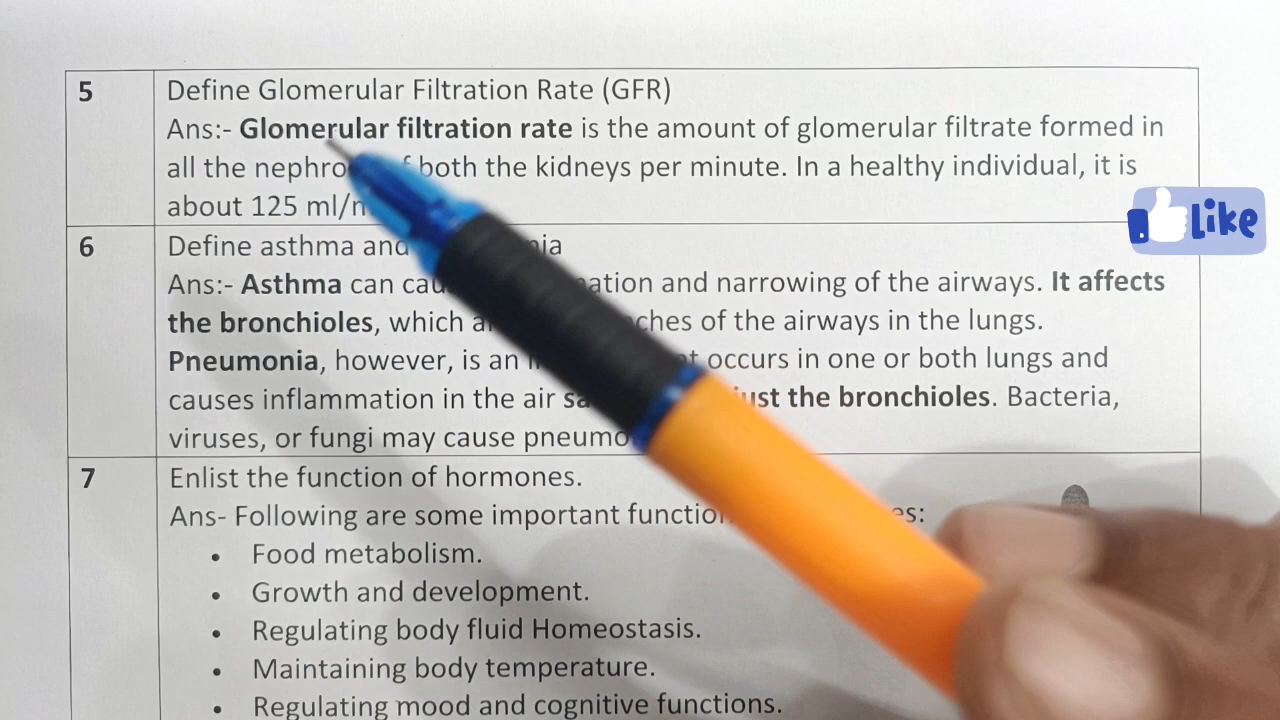 5
Define Glomerular Filtration Rate (GFR)
Ans:- Glomerular filtration rate is the amount of glomerular filtrate formed in
all the both the kidneys per minute. In a healthy individual, it is
about 125
6
Define asthma and
Ans:- Asthma can and narrowing of the airways. It affects
the bronchioles, which of the airways in the lungs.
Pneumonia, however, is an occurs in one or both lungs and
causes inflammation in the air just the bronchioles. Bacteria,
viruses, or fungi may cause
7
Enlist the function of hormones.
Ans- Following are some important
• Food metabolism.
• Growth and development.
• Regulating body fluid Homeostasis.
• Maintaining body temperature.
• Regulating mood and cognitive functions.
like